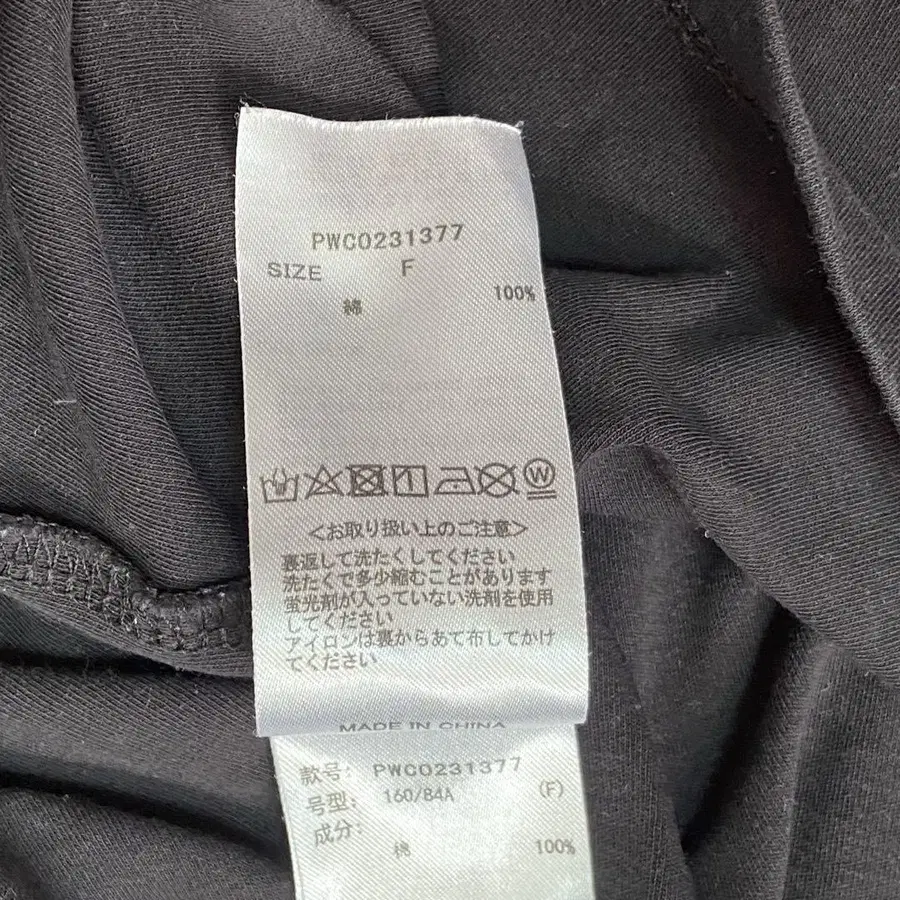 PWC0231377
SIZE F
綿 100%
W
<お取り扱い上のご注意>
裏返して洗たくしてください
洗たくで多少縮むことがあります
蛍光剤が入っていない洗剤を使用
してください
アイロンは裏からあて布してかけ
てください
MADE IN CHINA
款号: PWC0231377
号型: 160/84A (F)
成分:
棉 100%